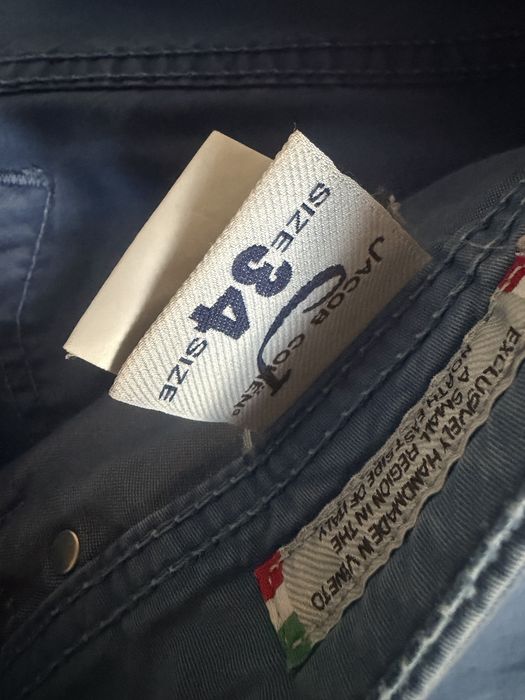 SIZE 34 SIZE
JACOB COHËN®
EXCLUSIVELY HANDMADE IN VENETO
A SMALL REGION IN THE
NORTH EAST SIDE OF ITALY